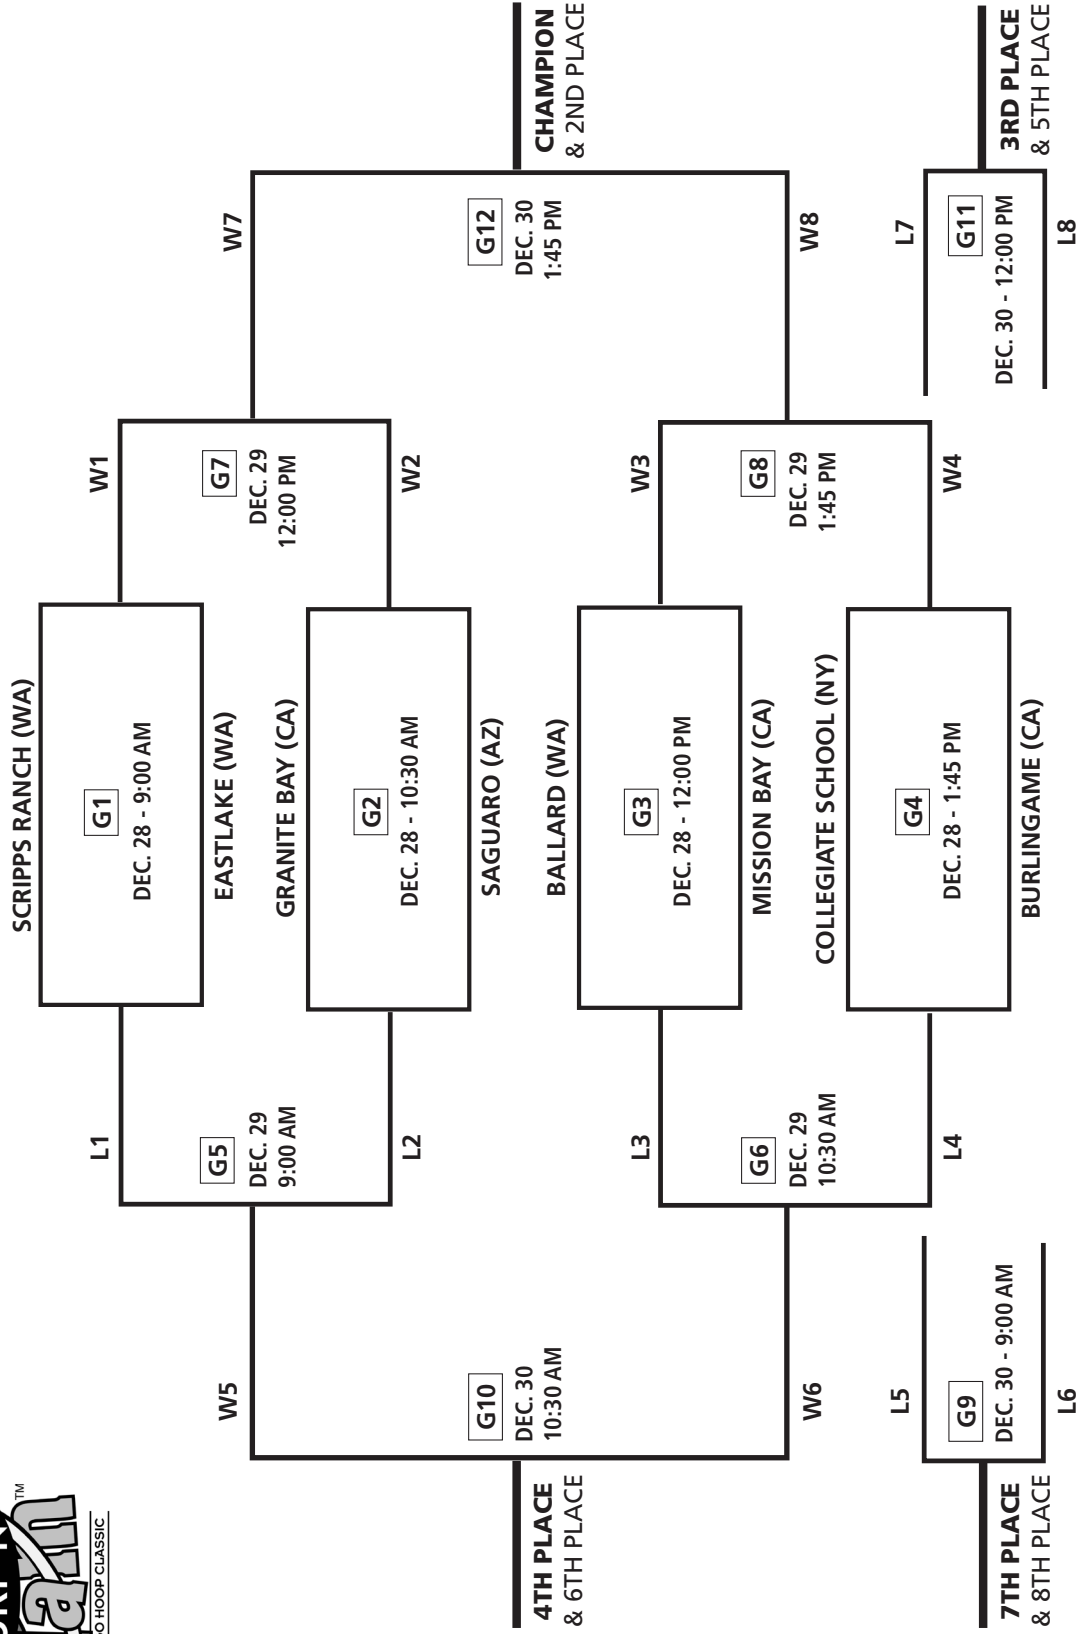 ™
HOOP CLASSIC
SCRIPPS RANCH (WA)
L1
G1
DEC. 28 - 9:00 AM
W1
EASTLAKE (WA)
W5
G5
DEC. 29
9:00 AM
G7
DEC. 29
12:00 PM
W7
GRANITE BAY (CA)
L2
G2
DEC. 28 - 10:30 AM
W2
SAGUARO (AZ)
4TH PLACE
& 6TH PLACE
G10
DEC. 30
10:30 AM
G12
DEC. 30
1:45 PM
CHAMPION
& 2ND PLACE
BALLARD (WA)
L3
G3
DEC. 28 - 12:00 PM
W3
MISSION BAY (CA)
W6
G6
DEC. 29
10:30 AM
G8
DEC. 29
1:45 PM
W8
COLLEGIATE SCHOOL (NY)
L4
G4
DEC. 28 - 1:45 PM
W4
BURLINGAME (CA)
L5
G9
DEC. 30 - 9:00 AM
L6
7TH PLACE
& 8TH PLACE
L7
G11
DEC. 30 - 12:00 PM
L8
3RD PLACE
& 5TH PLACE